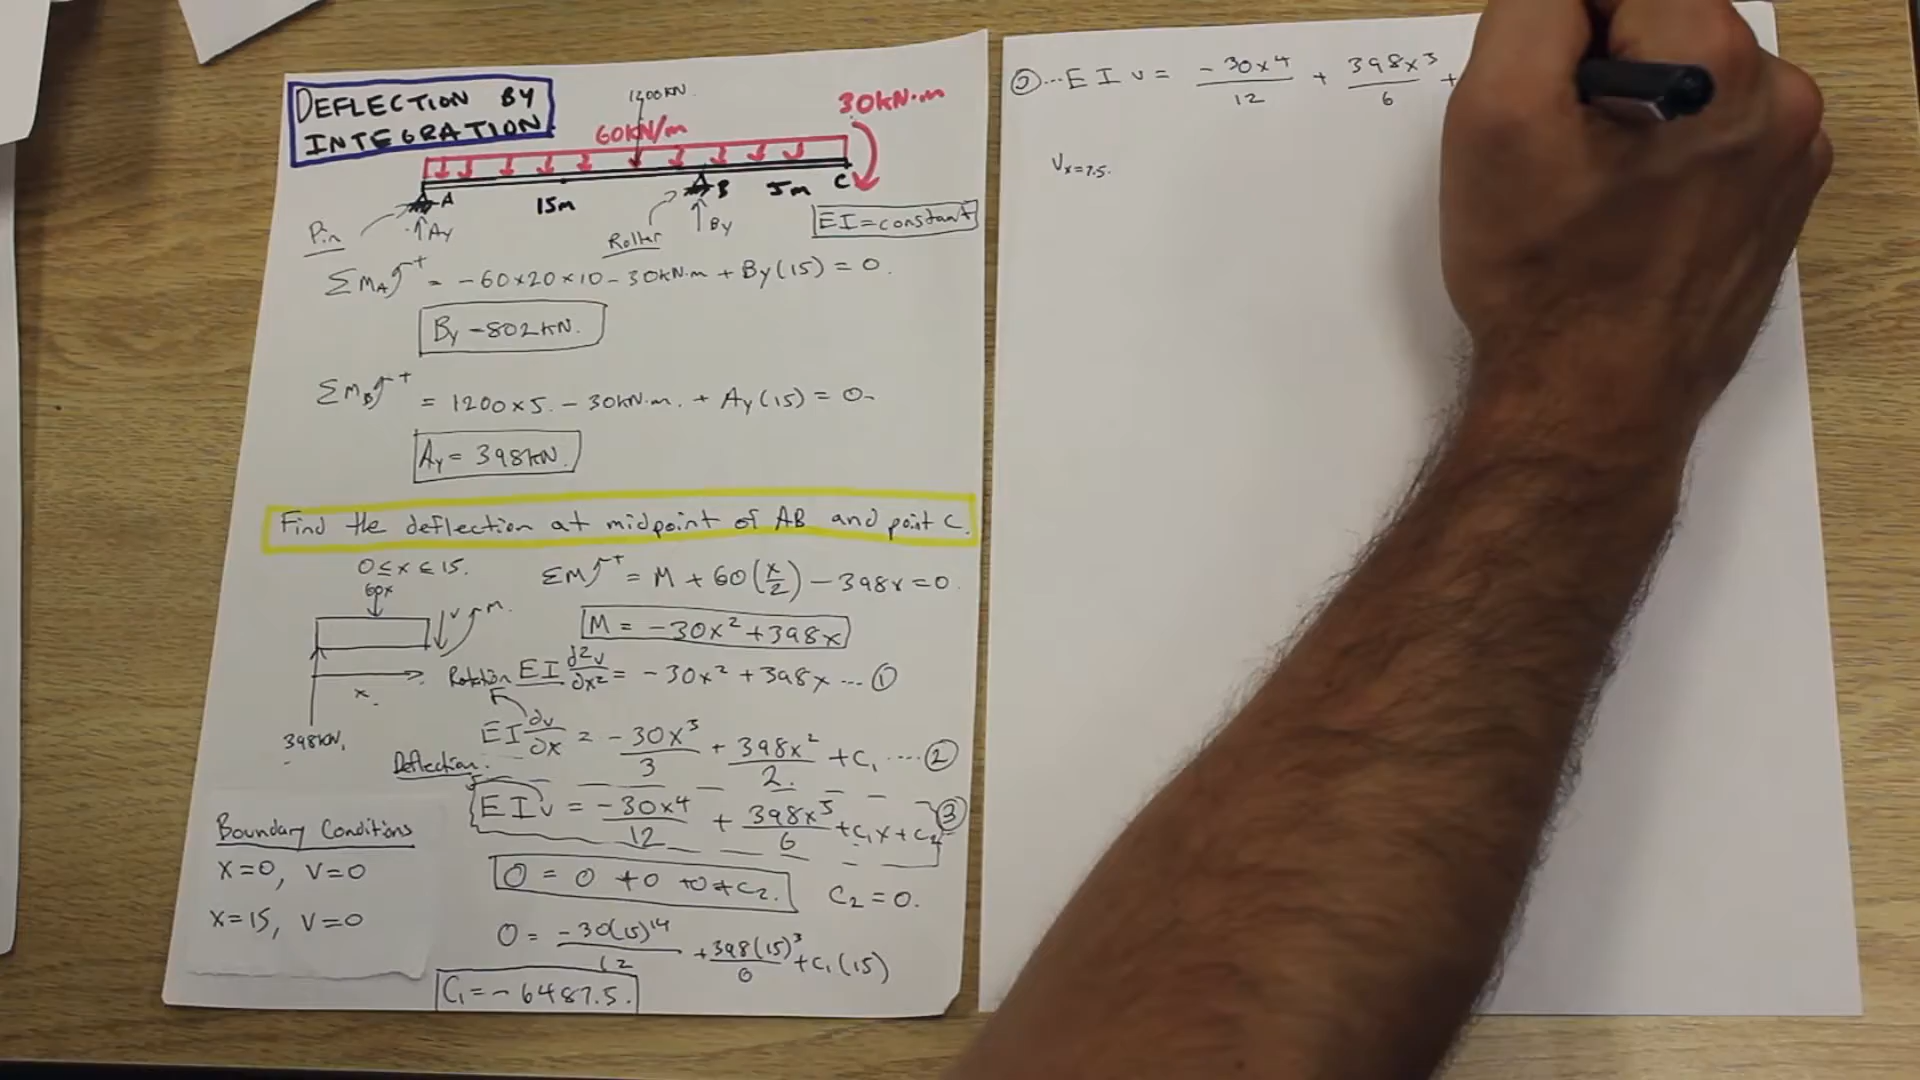 DEFLECTION BY
INTEGRATION
1200KN.
60KN/m
30KN·m
A
B
C
15m
5m
Pin
Ay
Roller
By
EI=constant
ΣMA + = -60×20×10-30kN·m + By(15) = 0.
By=802KN.
ΣMB + = 1200×5. - 30kN·m. + Ay(15) = 0
Ay = 398KN.
Find the deflection at midpoint of AB and point C.
0≤x≤15.
60x
V
M.
x.
398KN,
ΣM + = M + 60(x/2) - 398x = 0.
M = -30x² + 398x
Rotation EI d²v/dx² = -30x² + 398x ... ①
EI dv/dx = -30x³/3 + 398x²/2. + C₁ .... ②
Deflection.
EIv = -30x4/12 + 398x³/6 + C₁x + C₂ ③
0 = 0 +0 +0+C₂. C₂ = 0.
0 = -30(15)^14/12 + 398(15)³/6 + C₁(15)
C₁ = -6487.5.
Boundary Conditions
x=0, v=0
x=15, v=0
③...EIv = -30x4/12 + 398x³/6 +
Vx=7.5.